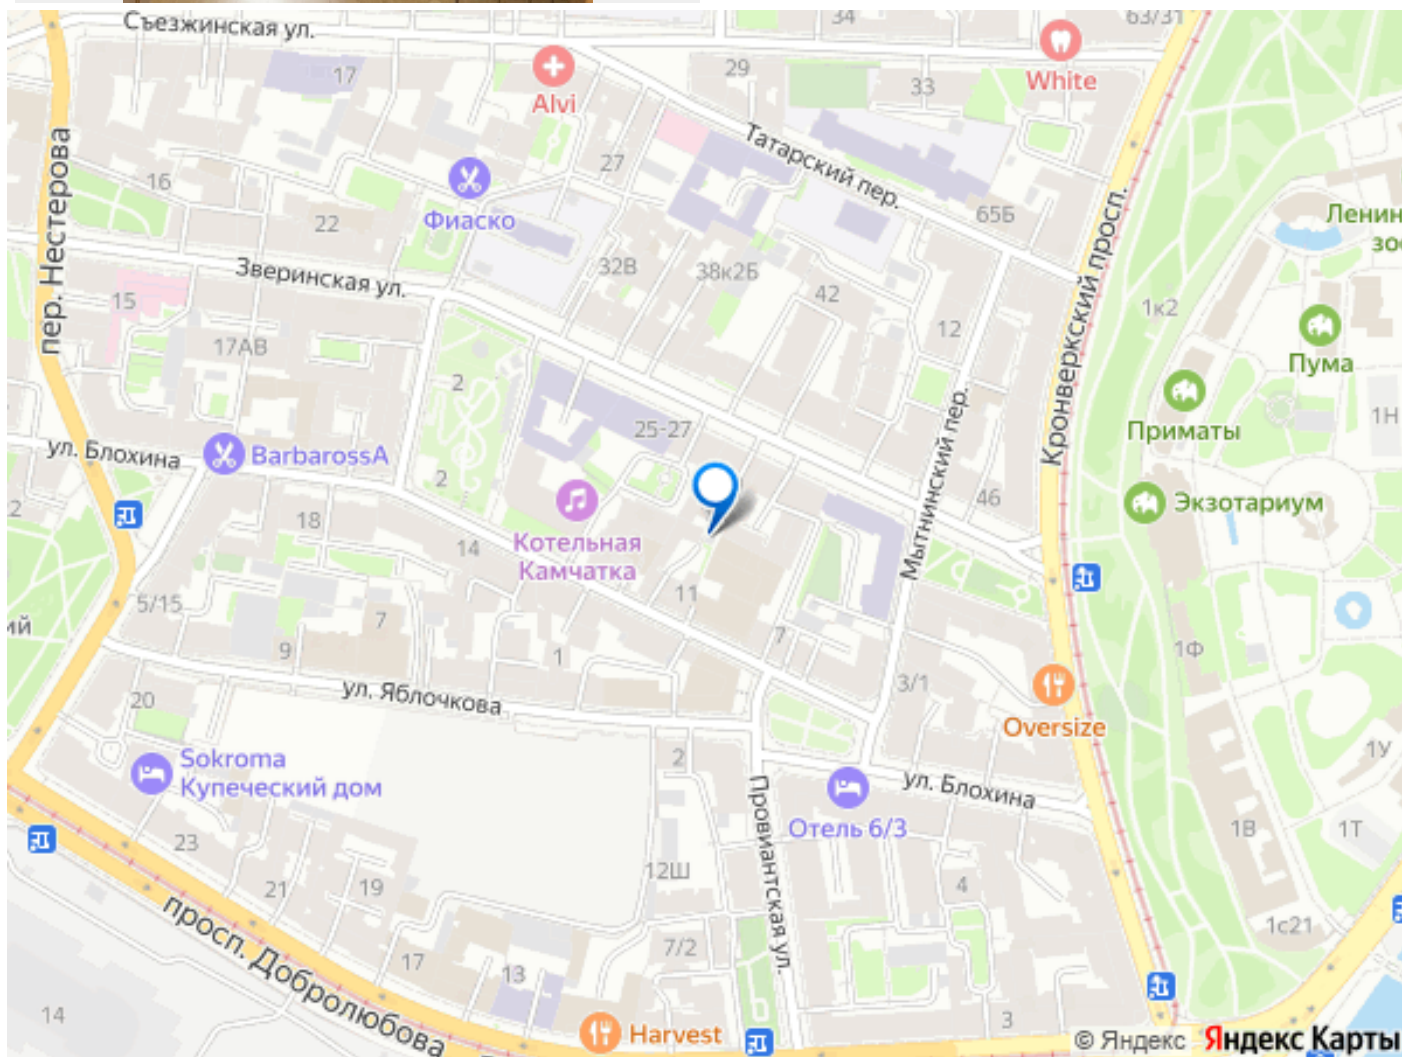 Съезжинская ул.
34
63/31
17
Alvi
29
33
White
пер. Нестерова
16
Фиаско
27
Татарский пер.
65Б
Кронверкский просп.
22
Зверинская ул.
32В
38к2Б
42
15
17АВ
12
1к2
Пума
2
25-27
Мытнинский пер.
Приматы
1Н
ул. Блохина
BarbarossA
2
46
Экзотариум
2
18
14
Котельная
Камчатка
11
5/15
7
9
1
7
3/1
1Ф
ул. Яблочкова
20
Oversize
Sokroma
Купеческий дом
2
Провиантская ул.
ул. Блохина
Отель 6/3
1У
1В
1Т
23
21
19
12Ш
4
1с21
просп. Добролюбова
17
13
7/2
14
Harvest
3
© Яндекс
Яндекс Карты